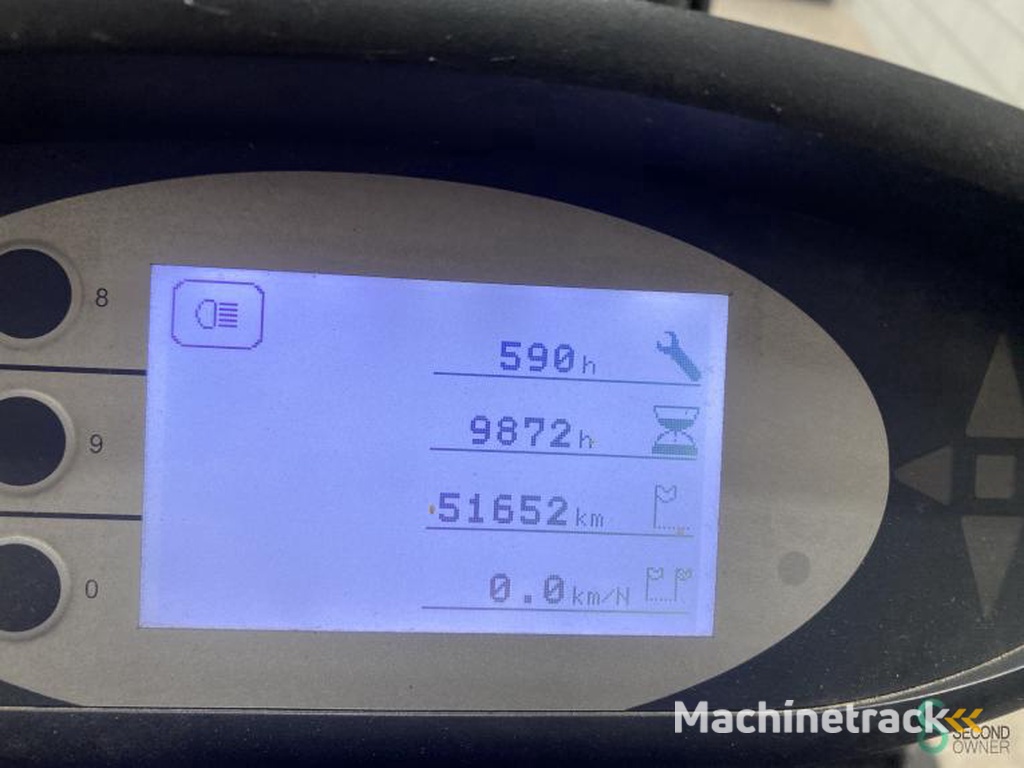 8
590h
9
9872h
51652km
0
0.0km/N
Machinetrack
SECOND
OWNER